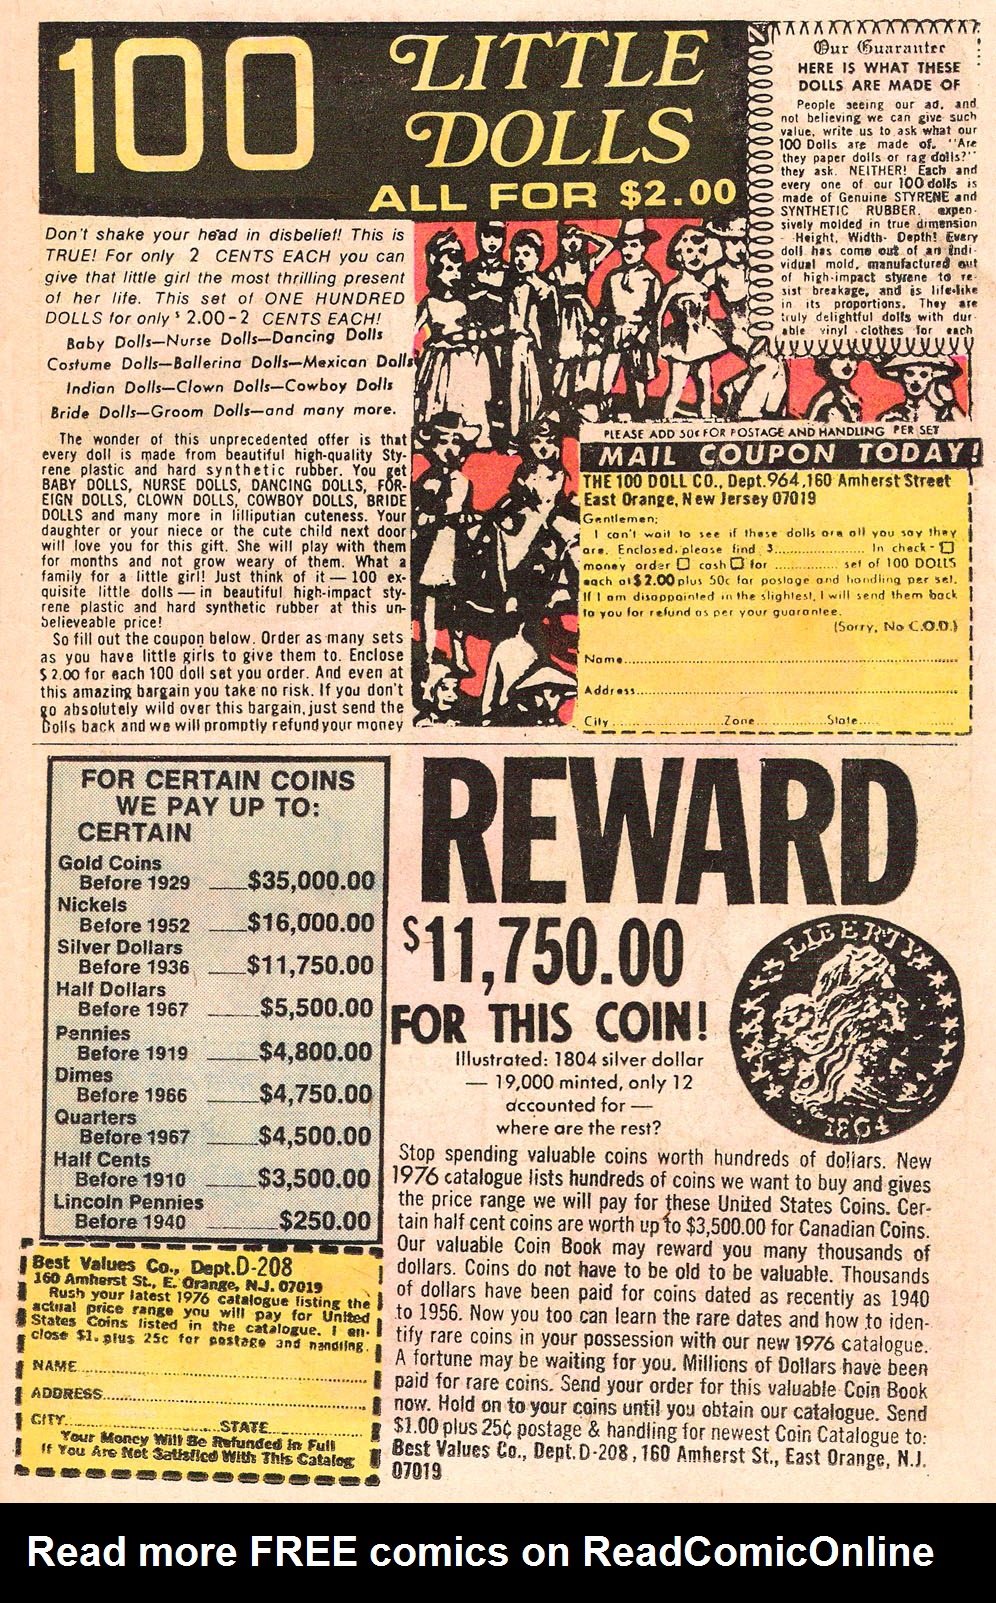 100 LITTLE
DOLLS
ALL FOR $2.00
Don't shake your head in disbelief! This is
TRUE! For only 2 CENTS EACH you can
give that little girl the most thrilling present
of her life. This set of ONE HUNDRED
DOLLS for only $2.00-2 CENTS EACH!
Baby Dolls—Nurse Dolls—Dancing Dolls
Costume Dolls—Ballerina Dolls—Mexican Dolls
Indian Dolls—Clown Dolls—Cowboy Dolls
Bride Dolls—Groom Dolls—and many more.
The wonder of this unprecedented offer is that
every doll is made from beautiful high-quality Sty-
rene plastic and hard synthetic rubber. You get
BABY DOLLS, NURSE DOLLS, DANCING DOLLS, FOR-
EIGN DOLLS, CLOWN DOLLS, COWBOY DOLLS, BRIDE
DOLLS and many more in lilliputian cuteness. Your
daughter or your niece or the cute child next door
will love you for this gift. She will play with them
for months and not grow weary of them. What a
family for a little girl! Just think of it — 100 ex-
quisite little dolls — in beautiful high-impact sty-
rene plastic and hard synthetic rubber at this un-
believeable price!
So fill out the coupon below. Order as many sets
as you have little girls to give them to. Enclose
$2.00 for each 100 doll set you order. And even at
this amazing bargain you take no risk. If you don't
go absolutely wild over this bargain, just send the
Dolls back and we will promptly refund your money
Our Guarantee
HERE IS WHAT THESE
DOLLS ARE MADE OF
People seeing our ad, and
not believing we can give such
value, write us to ask what our
100 Dolls are made of. "Are
they paper dolls or rag dolls?"
they ask. NEITHER! Each and
every one of our 100 dolls is
made of Genuine STYRENE and
SYNTHETIC RUBBER, expen-
sively molded in true dimension
- Height, Width, Depth! Every
doll has come out of an indi-
vidual mold, manufactured out
of high-impact styrene to re-
sist breakage, and is lifelike
in its proportions. They are
truly delightful dolls with dur-
able vinyl clothes for each
PLEASE ADD 50¢ FOR POSTAGE AND HANDLING PER SET
MAIL COUPON TODAY!
THE 100 DOLL CO., Dept.964, 160 Amherst Street
East Orange, New Jersey 07019
Gentlemen:
I can't wait to see if these dolls are all you say they
are. Enclosed, please find $.................. In check- ☐
money order ☐ cash ☐ for ............. set of 100 DOLLS
each at $2.00 plus 50c for postage and handling per set.
If I am disappointed in the slightest, I will send them back
to you for refund as per your guarantee.
(Sorry, No C.O.D.)
Name..................
Address..................
City..................Zone............State............
FOR CERTAIN COINS
WE PAY UP TO:
CERTAIN
Gold Coins
Before 1929 ____$35,000.00
Nickels
Before 1952 ____$16,000.00
Silver Dollars
Before 1936 ____$11,750.00
Half Dollars
Before 1967 ____$5,500.00
Pennies
Before 1919 ____$4,800.00
Dimes
Before 1966 ____$4,750.00
Quarters
Before 1967 ____$4,500.00
Half Cents
Before 1910 ____$3,500.00
Lincoln Pennies
Before 1940 ____$250.00
Best Values Co., Dept.D-208
160 Amherst St., E. Orange, N.J. 07019
Rush your latest 1976 catalogue listing the
actual price range you will pay for United
States Coins listed in the catalogue. I en-
close $1. plus 25c for postage and handling.
NAME..................
ADDRESS..................
CITY..................STATE............
Your Money Will Be Refunded in Full
If You Are Not Satisfied With This Catalog
REWARD
$11,750.00
FOR THIS COIN!
LIBERTY
1804
Illustrated: 1804 silver dollar
— 19,000 minted, only 12
accounted for —
where are the rest?
Stop spending valuable coins worth hundreds of dollars. New
1976 catalogue lists hundreds of coins we want to buy and gives
the price range we will pay for these United States Coins. Cer-
tain half cent coins are worth up to $3,500.00 for Canadian Coins.
Our valuable Coin Book may reward you many thousands of
dollars. Coins do not have to be old to be valuable. Thousands
of dollars have been paid for coins dated as recently as 1940
to 1956. Now you too can learn the rare dates and how to iden-
tify rare coins in your possession with our new 1976 catalogue.
A fortune may be waiting for you. Millions of Dollars have been
paid for rare coins. Send your order for this valuable Coin Book
now. Hold on to your coins until you obtain our catalogue. Send
$1.00 plus 25¢ postage & handling for newest Coin Catalogue to:
Best Values Co., Dept. D-208, 160 Amherst St., East Orange, N.J.
07019
Read more FREE comics on ReadComicOnline